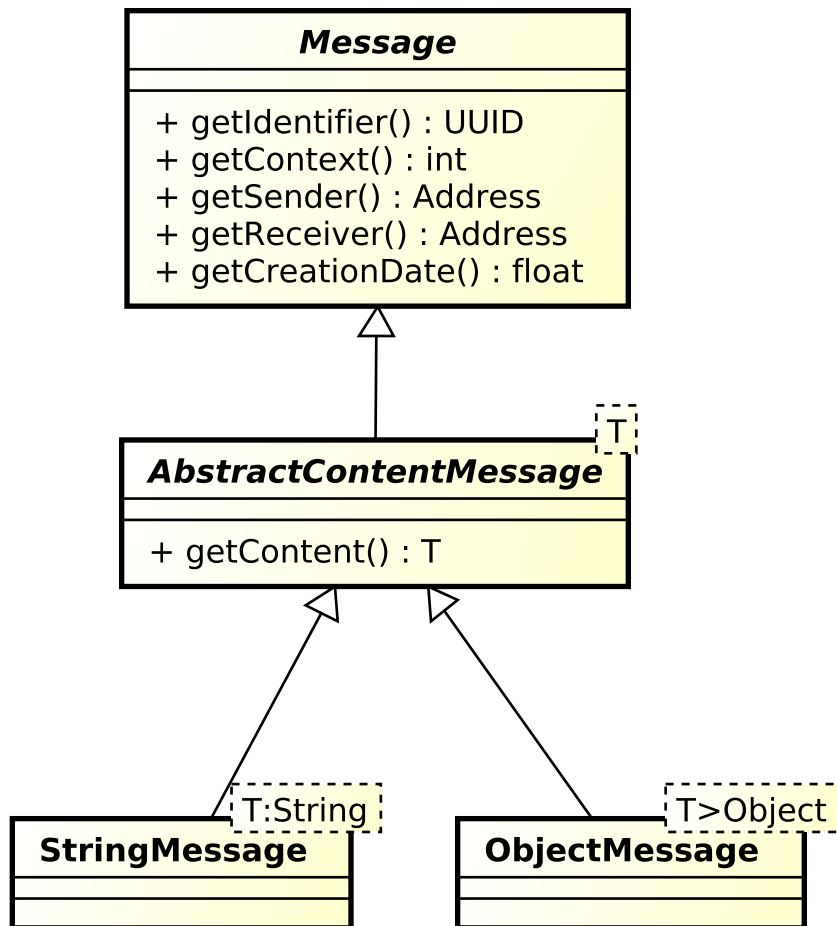 Message
+ getIdentifier() : UUID
+ getContext() : int
+ getSender() : Address
+ getReceiver() : Address
+ getCreationDate() : float
T
AbstractContentMessage
+ getContent() : T
T:String
StringMessage
T>Object
ObjectMessage